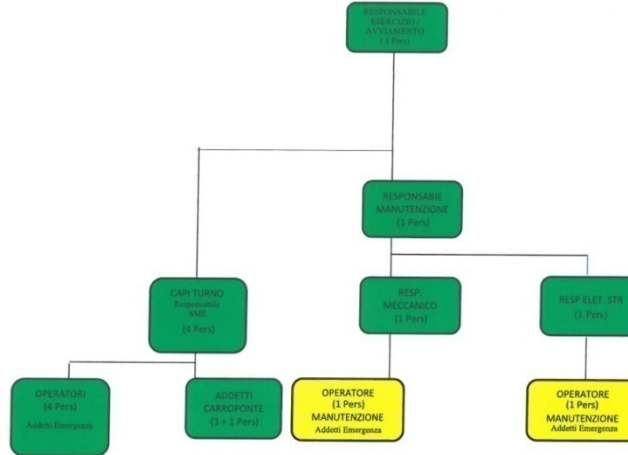 RESPONSABILE
ESERCIZIO /
AVVIAMENTO
( 1 Pers)
RESPONSABIE
MANUTENZIONE
(1 Pers)
CAPI TURNO
Responsabile
SME
(4 Pers)
RESP.
MECCANICO
(1 Pers)
RESP ELET. STR
(1 Pers)
OPERATORI
(4 Pers)
Addetti Emergenza
ADDETTI
CARROPONTE
(3 + 1 Pers)
OPERATORE
(1 Pers)
MANUTENZIONE
Addetti Emergenza
OPERATORE
(1 Pers)
MANUTENZIONE
Addetti Emergenza